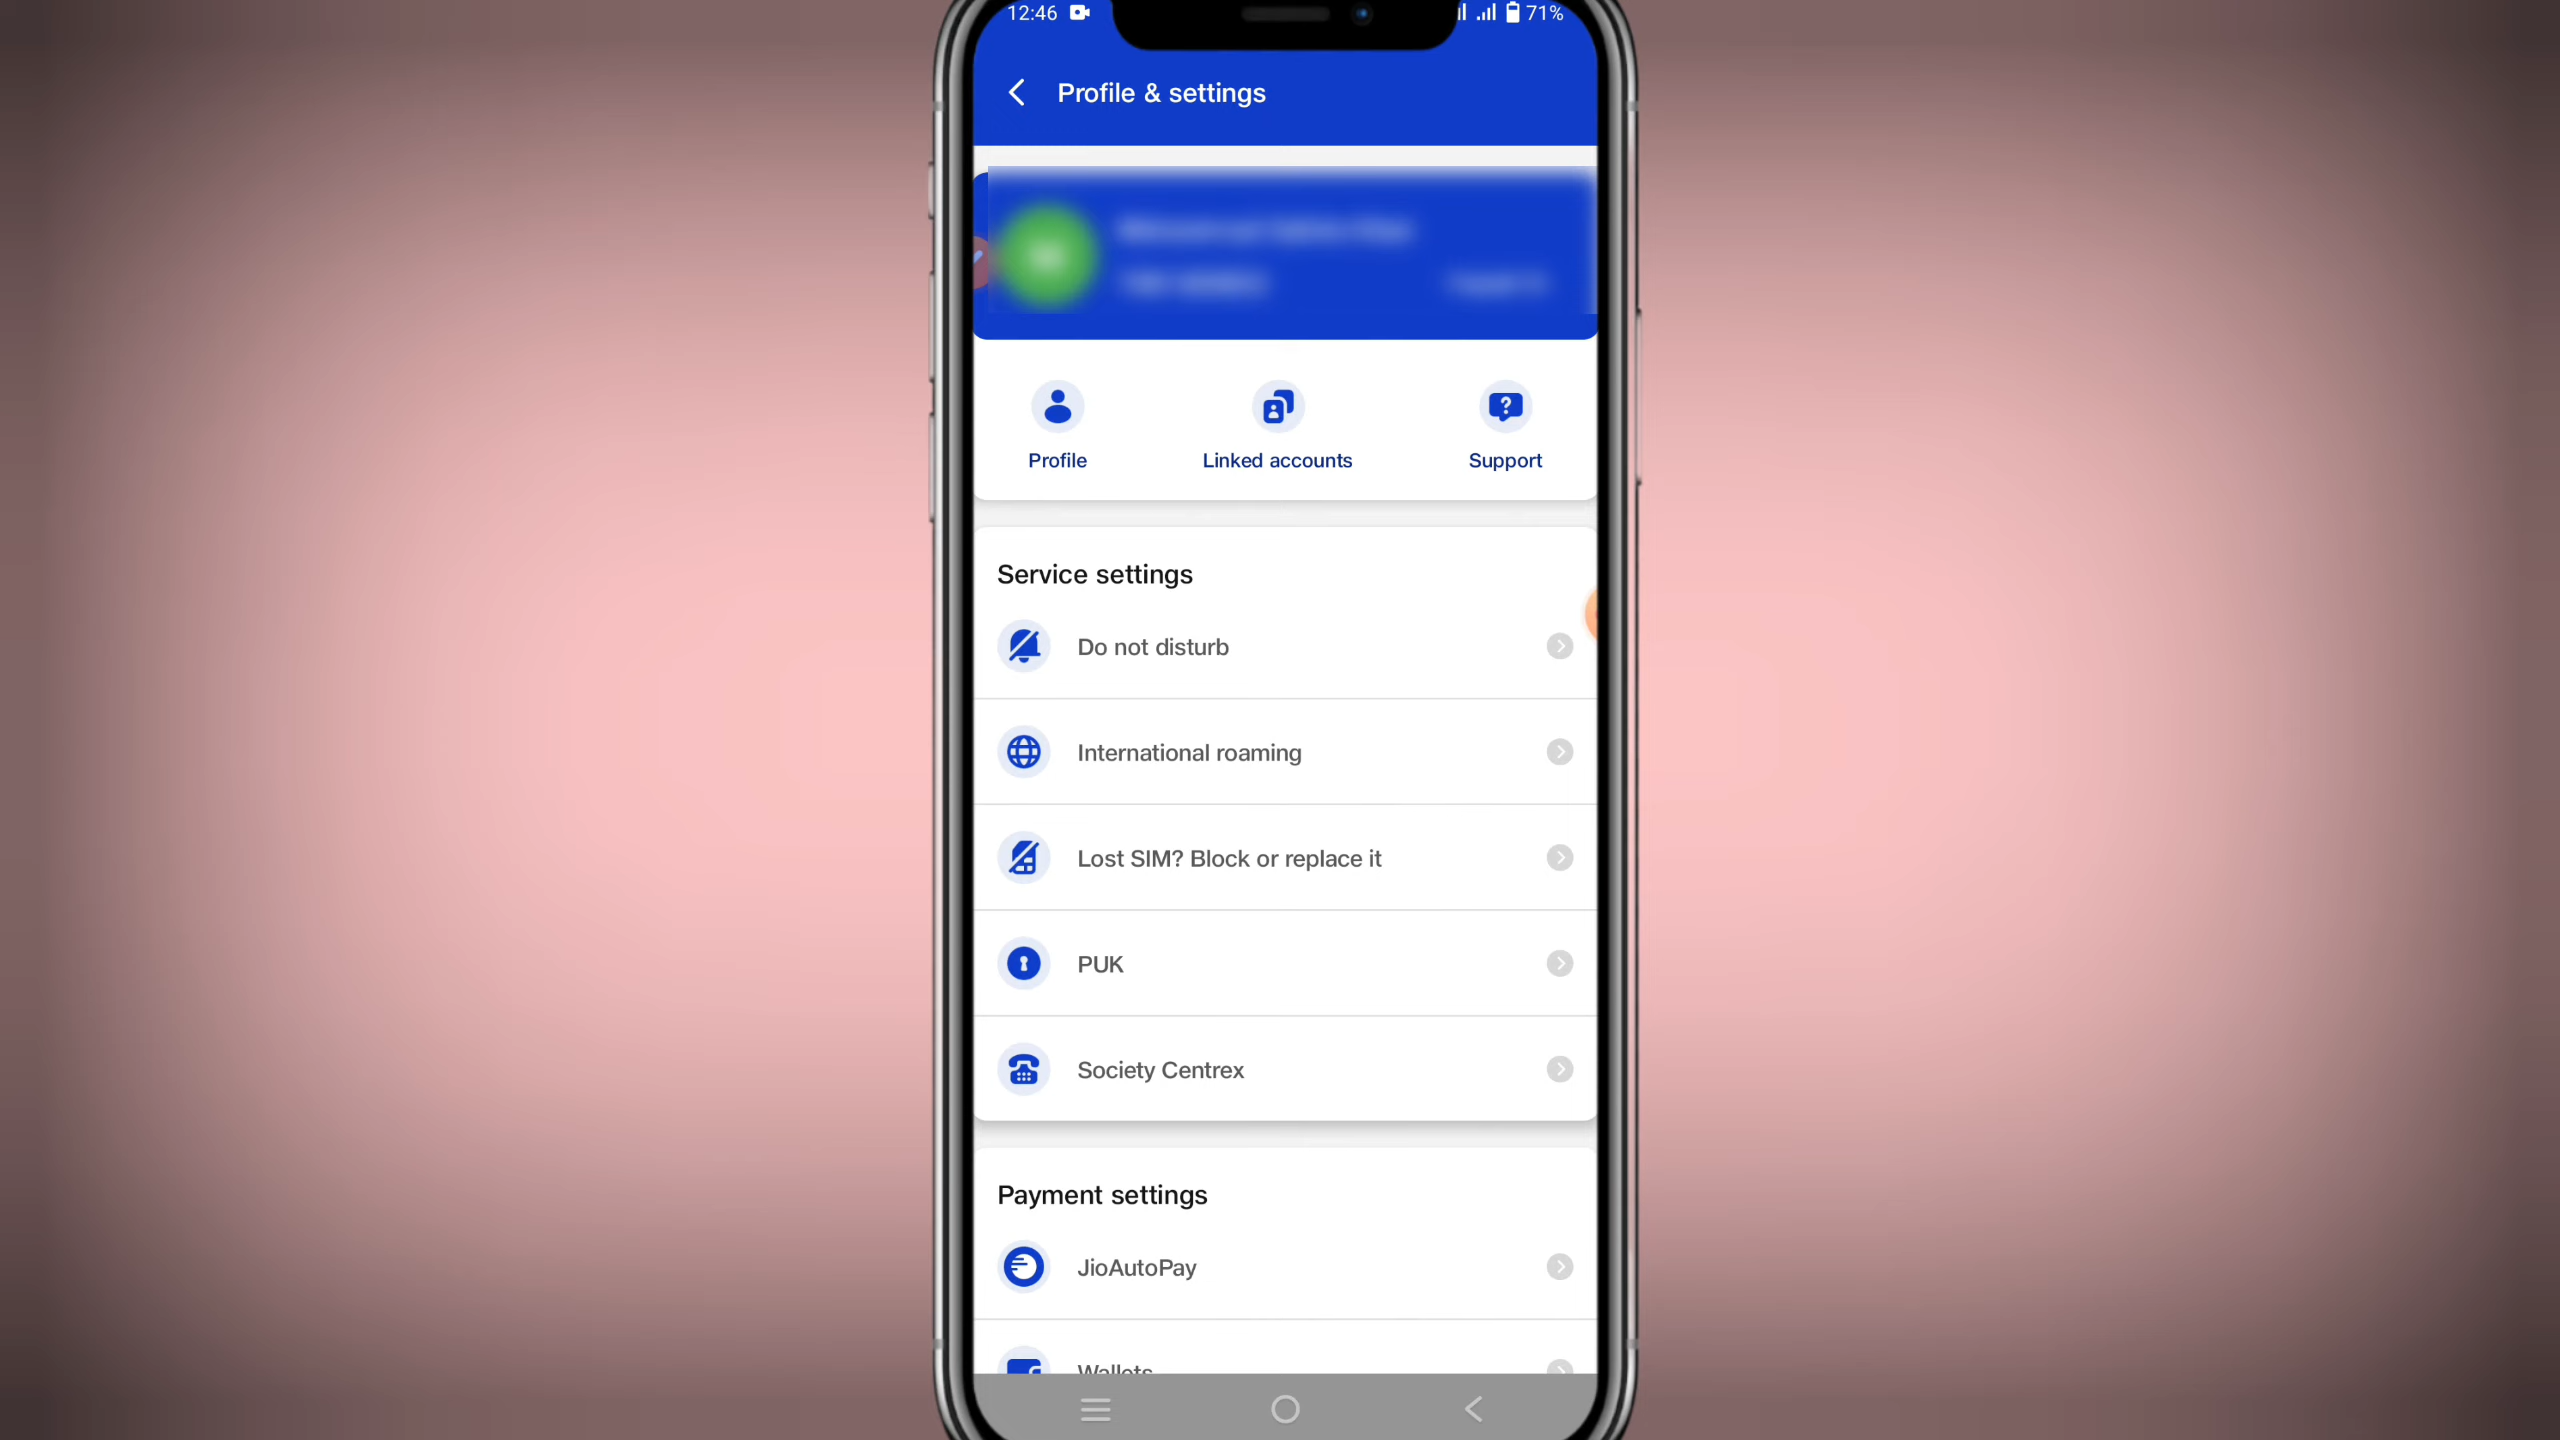 12:46
71%
Profile & settings
Profile
Linked accounts
Support
Service settings
Do not disturb
International roaming
Lost SIM? Block or replace it
PUK
Society Centrex
Payment settings
JioAutoPay
Wallets